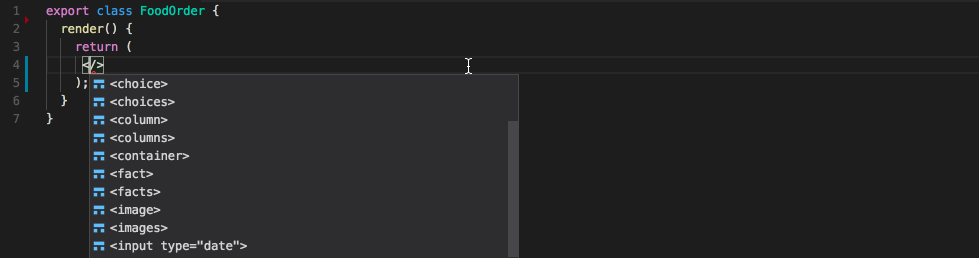 1 export class FoodOrder {
2 render() {
3 return (
4 </>
5 );
6 }
7 }
<choice>
<choices>
<column>
<columns>
<container>
<fact>
<facts>
<image>
<images>
<input type="date">